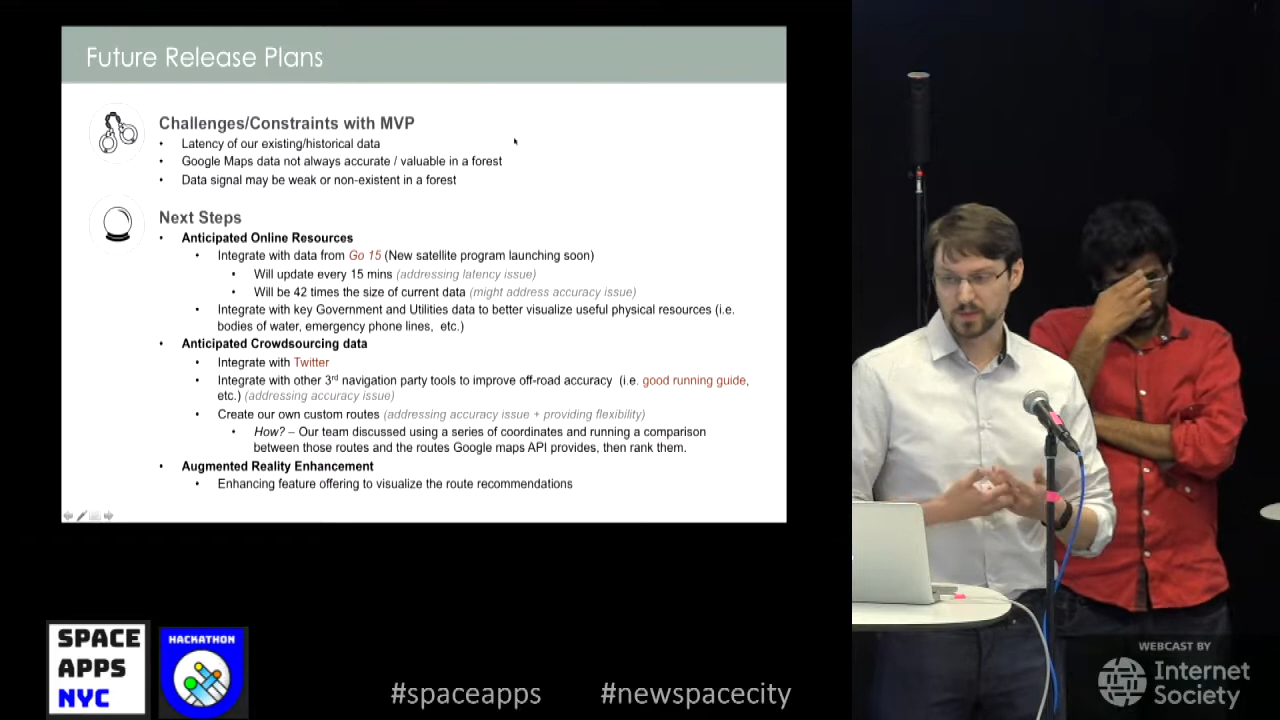 Future Release Plans
Challenges/Constraints with MVP
• Latency of our existing/historical data
• Google Maps data not always accurate / valuable in a forest
• Data signal may be weak or non-existent in a forest
Next Steps
• Anticipated Online Resources
• Integrate with data from Go 15 (New satellite program launching soon)
• Will update every 15 mins (addressing latency issue)
• Will be 42 times the size of current data (might address accuracy issue)
• Integrate with key Government and Utilities data to better visualize useful physical resources (i.e.
bodies of water, emergency phone lines, etc.)
• Anticipated Crowdsourcing data
• Integrate with Twitter
• Integrate with other 3rd navigation party tools to improve off-road accuracy (i.e. good running guide,
etc.) (addressing accuracy issue)
• Create our own custom routes (addressing accuracy issue + providing flexibility)
• How? – Our team discussed using a series of coordinates and running a comparison
between those routes and the routes Google maps API provides, then rank them.
• Augmented Reality Enhancement
• Enhancing feature offering to visualize the route recommendations
SPACE
APPS
NYC
HACKATHON
#spaceapps #newspacecity
WEBCAST BY
Internet
Society